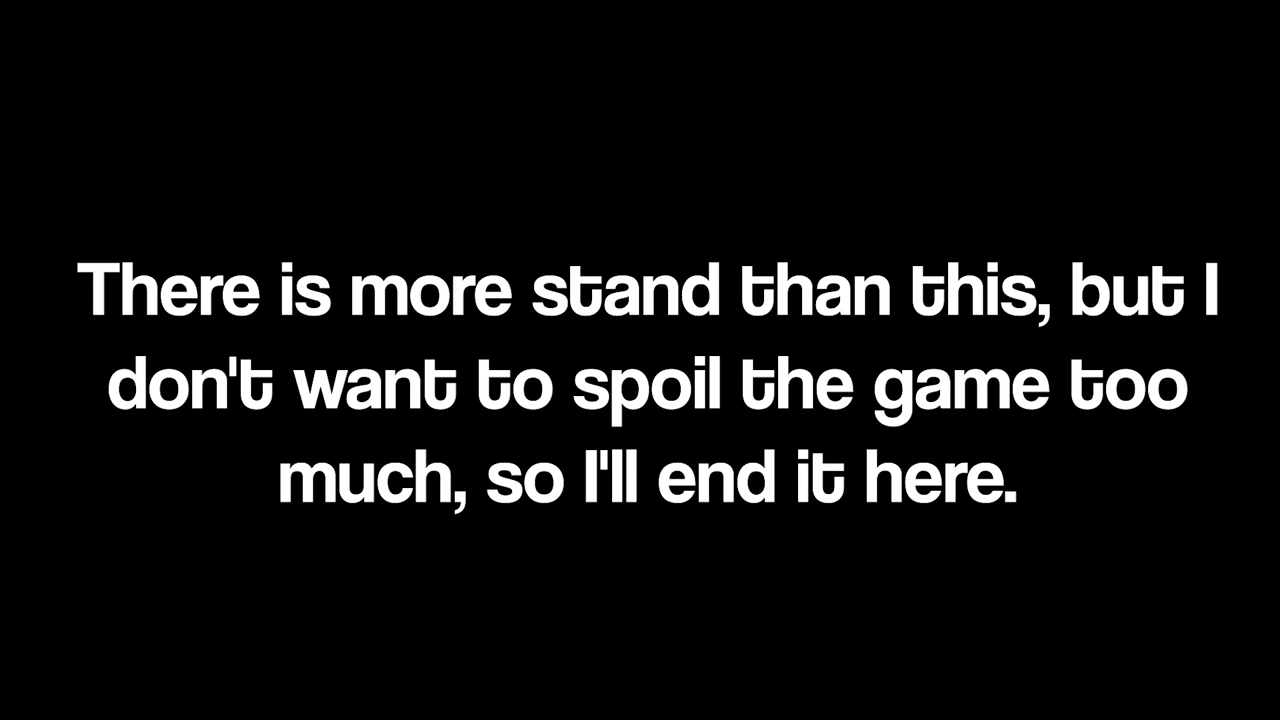 There is more stand than this, but I
don't want to spoil the game too
much, so I'll end it here.